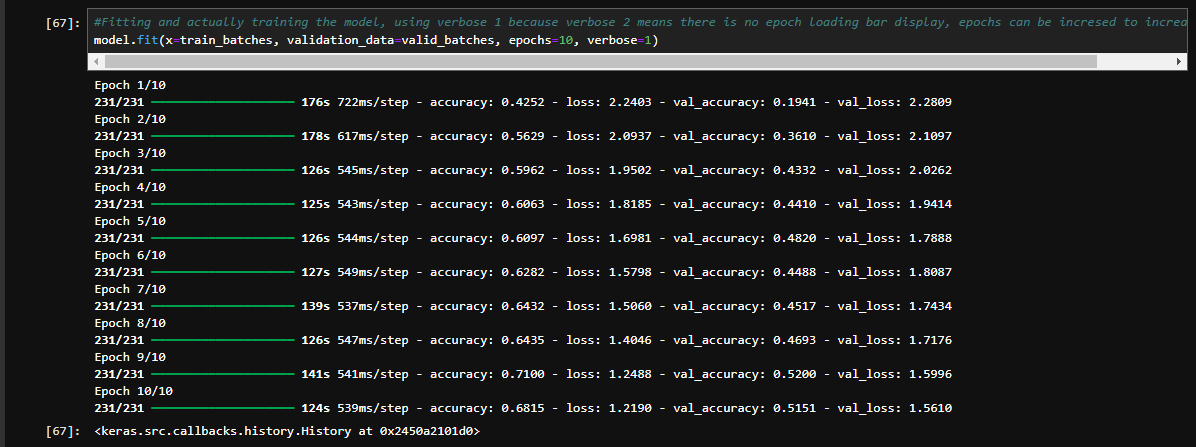 [67]: #Fitting and actually training the model, using verbose 1 because verbose 2 means there is no epoch loading bar display, epochs can be incresed to increa
model.fit(x=train_batches, validation_data=valid_batches, epochs=10, verbose=1)
Epoch 1/10
231/231 ━━━━━━━━━━━━━━━━━━━━ 176s 722ms/step - accuracy: 0.4252 - loss: 2.2403 - val_accuracy: 0.1941 - val_loss: 2.2809
Epoch 2/10
231/231 ━━━━━━━━━━━━━━━━━━━━ 178s 617ms/step - accuracy: 0.5629 - loss: 2.0937 - val_accuracy: 0.3610 - val_loss: 2.1097
Epoch 3/10
231/231 ━━━━━━━━━━━━━━━━━━━━ 126s 545ms/step - accuracy: 0.5962 - loss: 1.9502 - val_accuracy: 0.4332 - val_loss: 2.0262
Epoch 4/10
231/231 ━━━━━━━━━━━━━━━━━━━━ 125s 543ms/step - accuracy: 0.6063 - loss: 1.8185 - val_accuracy: 0.4410 - val_loss: 1.9414
Epoch 5/10
231/231 ━━━━━━━━━━━━━━━━━━━━ 126s 544ms/step - accuracy: 0.6097 - loss: 1.6981 - val_accuracy: 0.4820 - val_loss: 1.7888
Epoch 6/10
231/231 ━━━━━━━━━━━━━━━━━━━━ 127s 549ms/step - accuracy: 0.6282 - loss: 1.5798 - val_accuracy: 0.4488 - val_loss: 1.8087
Epoch 7/10
231/231 ━━━━━━━━━━━━━━━━━━━━ 139s 537ms/step - accuracy: 0.6432 - loss: 1.5060 - val_accuracy: 0.4517 - val_loss: 1.7434
Epoch 8/10
231/231 ━━━━━━━━━━━━━━━━━━━━ 126s 547ms/step - accuracy: 0.6435 - loss: 1.4046 - val_accuracy: 0.4693 - val_loss: 1.7176
Epoch 9/10
231/231 ━━━━━━━━━━━━━━━━━━━━ 141s 541ms/step - accuracy: 0.7100 - loss: 1.2488 - val_accuracy: 0.5200 - val_loss: 1.5996
Epoch 10/10
231/231 ━━━━━━━━━━━━━━━━━━━━ 124s 539ms/step - accuracy: 0.6815 - loss: 1.2190 - val_accuracy: 0.5151 - val_loss: 1.5610
[67]: <keras.src.callbacks.history.History at 0x2450a2101d0>